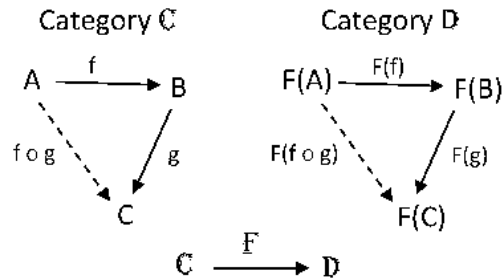 Category ℂ Category 𝔻
A f B F(A) F(f) F(B)
f o g g F(f o g) F(g)
C F(C)
F
ℂ 𝔻